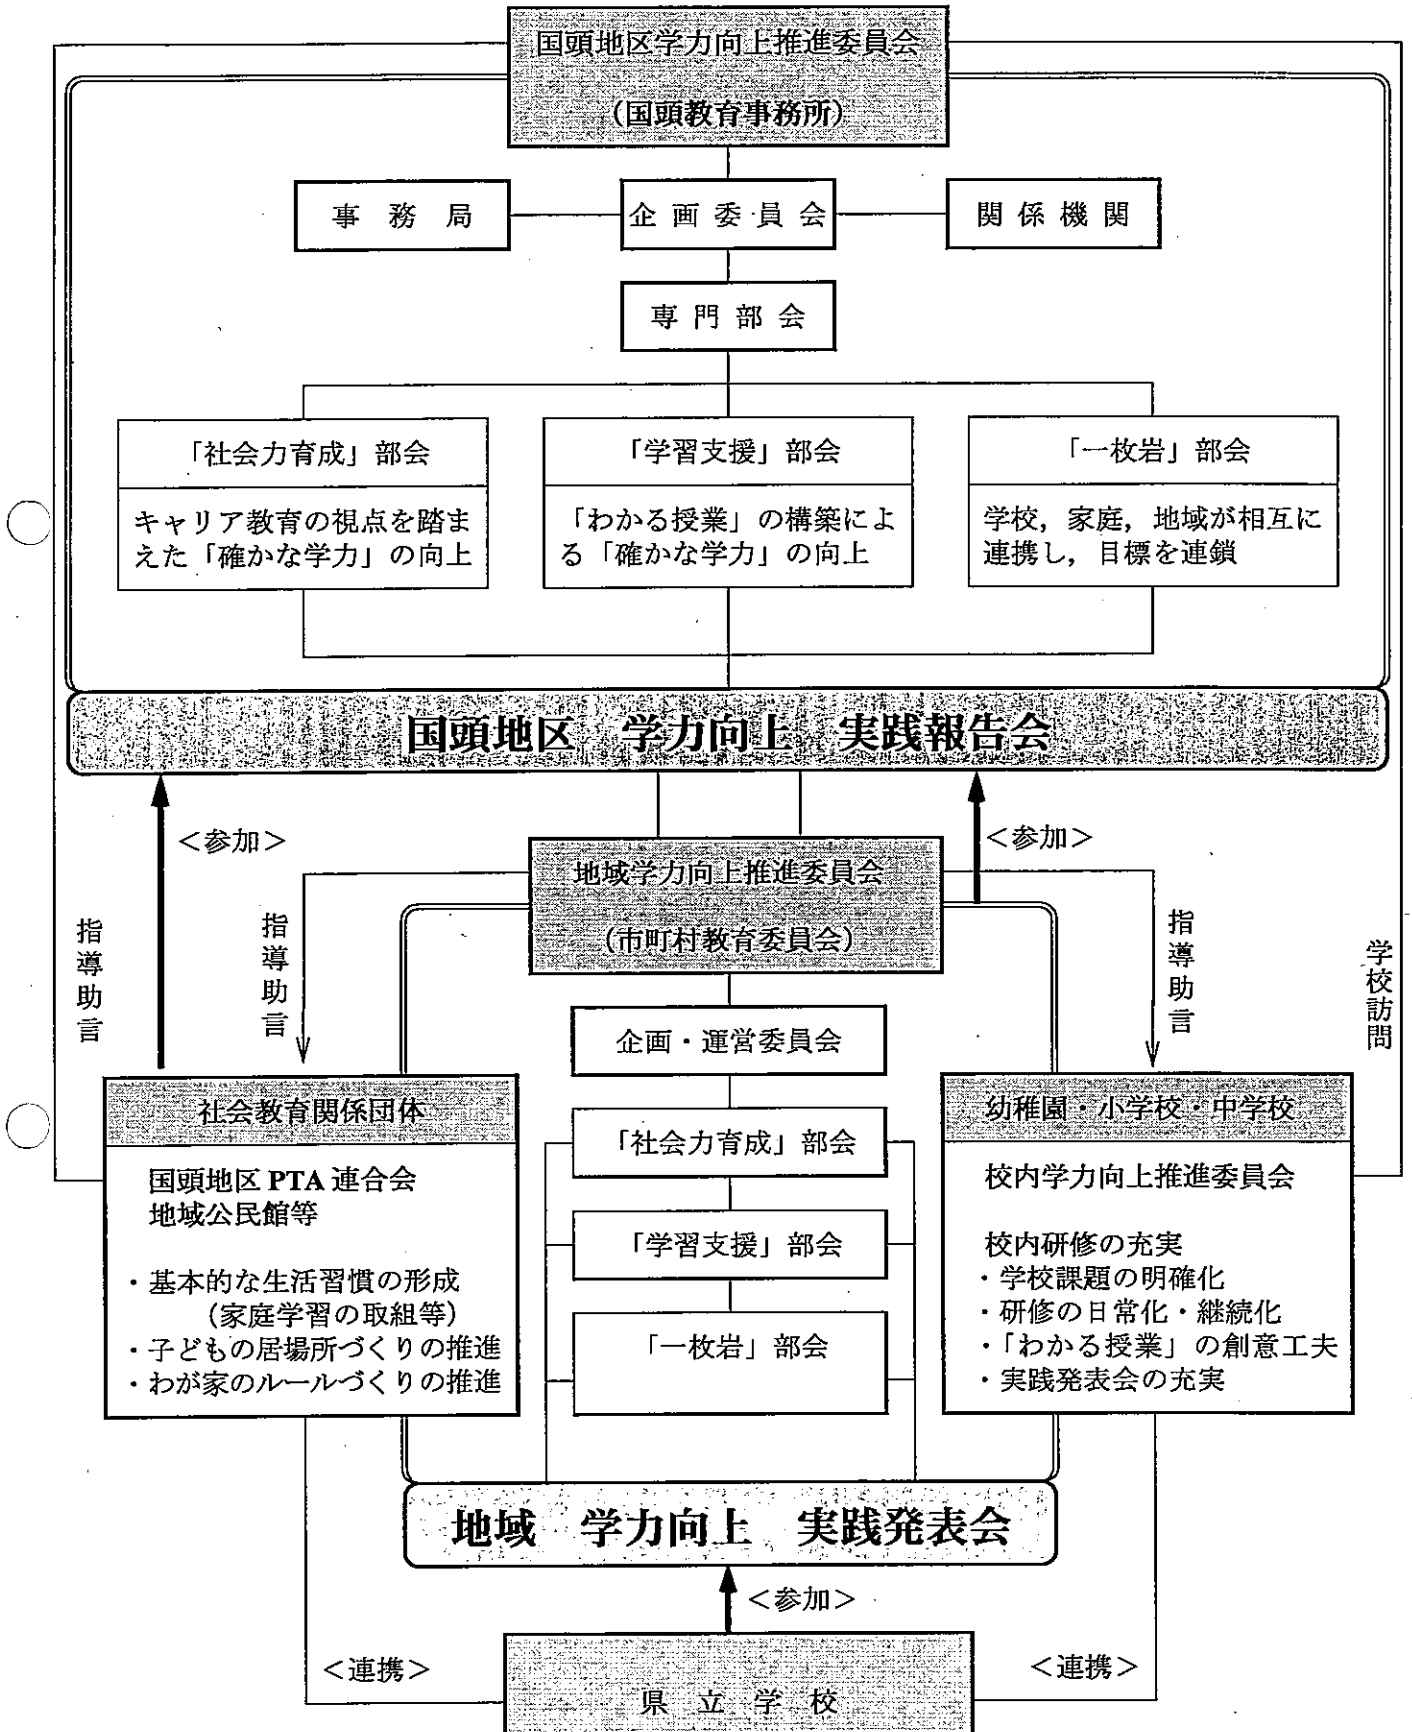 国頭地区学力向上推進委員会
（国頭教育事務所）
事務局
企画委員会
関係機関
専門部会
「社会力育成」部会
キャリア教育の視点を踏ま
えた「確かな学力」の向上
「学習支援」部会
「わかる授業」の構築によ
る「確かな学力」の向上
「一枚岩」部会
学校，家庭，地域が相互に
連携し，目標を連鎖
国頭地区　学力向上　実践報告会
＜参加＞
＜参加＞
地域学力向上推進委員会
（市町村教育委員会）
指導助言
指導助言
指導助言
学校訪問
企画・運営委員会
「社会力育成」部会
「学習支援」部会
「一枚岩」部会
社会教育関係団体
国頭地区 PTA 連合会
地域公民館等
・基本的な生活習慣の形成
（家庭学習の取組等）
・子どもの居場所づくりの推進
・わが家のルールづくりの推進
幼稚園・小学校・中学校
校内学力向上推進委員会
校内研修の充実
・学校課題の明確化
・研修の日常化・継続化
・「わかる授業」の創意工夫
・実践発表会の充実
地域　学力向上　実践発表会
＜参加＞
＜連携＞
＜連携＞
県立学校